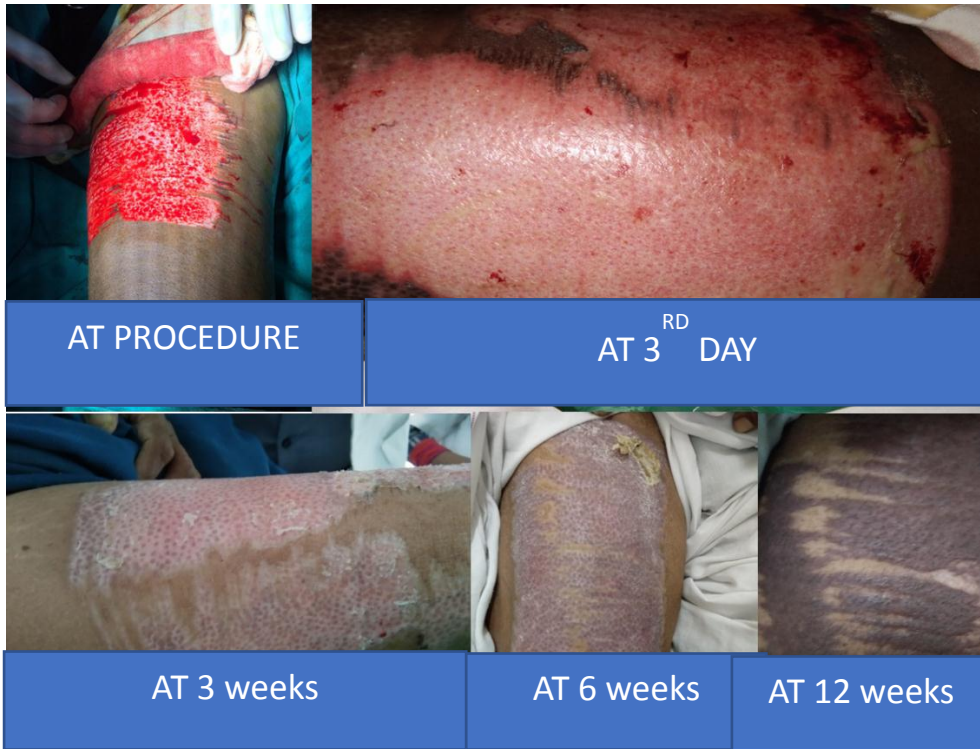 AT PROCEDURE
AT 3RD DAY
AT 3 weeks
AT 6 weeks
AT 12 weeks